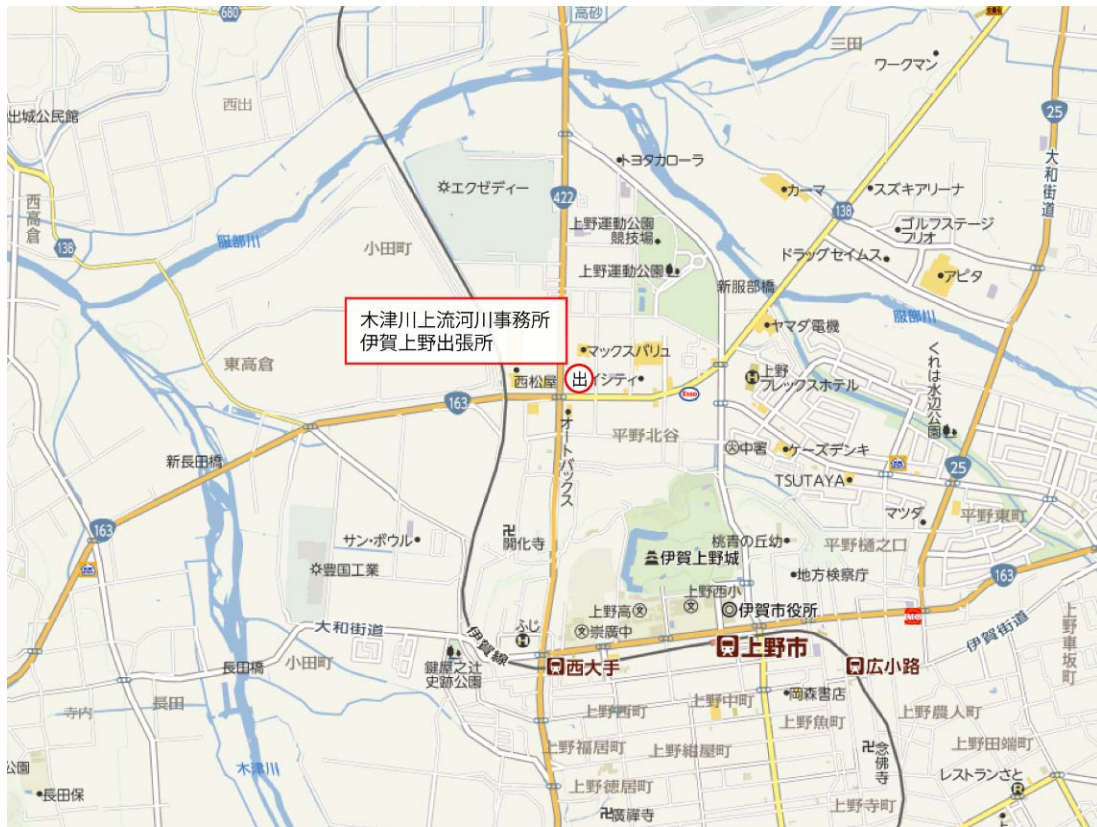 680
高砂
三田
ワークマン
西出
出城公民館
25
大和街道
トヨタカローラ
エクゼディー
422
カーマ
スズキアリーナ
西高倉
138
138
服部川
小田町
上野運動公園
競技場
ゴルフステージ
フリオ
ドラッグセイムス
上野運動公園
アピタ
新服部橋
服部川
木津川上流河川事務所
伊賀上野出張所
ヤマダ電機
マックスバリュ
東高倉
西松屋
出
イシティ
上野
フレックスホテル
くれは水辺公園
163
オートバックス
平野北谷
中署
ケーズデンキ
新長田橋
25
TSUTAYA
マツダ
平野東町
163
サン・ボウル
開化寺
桃青の丘幼
平野樋之口
伊賀上野城
豊国工業
地方検察庁
163
上野西小
上野高
伊賀市役所
ふじ
崇廣中
大和街道
伊賀線
上野市
伊賀街道
上野車坂町
長田橋
小田町
鍵屋之辻
史跡公園
西大手
広小路
長田
寺内
岡森書店
上野西町
上野中町
上野魚町
上野農人町
上野福居町
上野紺屋町
念佛寺
上野田端町
木津川
公園
レストランさと
長田保
上野徳居町
廣禅寺
上野寺町